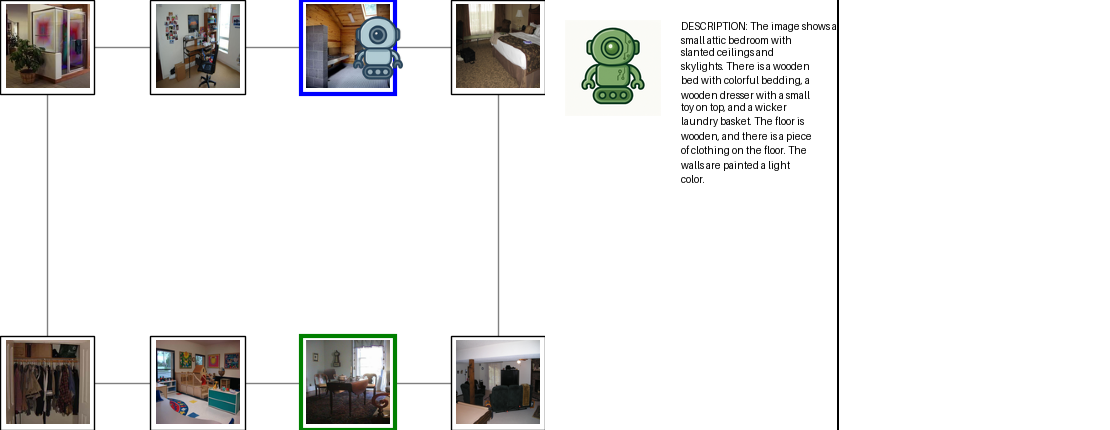 DESCRIPTION: The image shows a
small attic bedroom with
slanted ceilings and
skylights. There is a wooden
bed with colorful bedding, a
wooden dresser with a small
toy on top, and a wicker
laundry basket. The floor is
wooden, and there is a piece
of clothing on the floor. The
walls are painted a light
color.